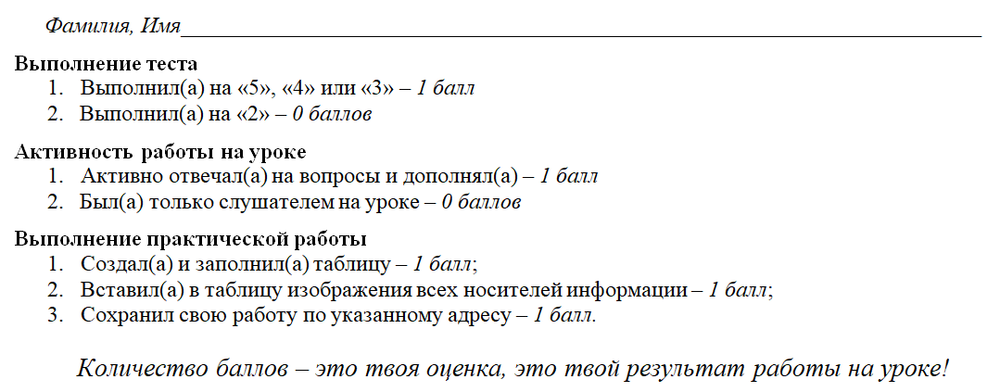 Фамилия, Имя_______________________________________________
Выполнение теста
1. Выполнил(а) на «5», «4» или «3» – 1 балл
2. Выполнил(а) на «2» – 0 баллов
Активность работы на уроке
1. Активно отвечал(а) на вопросы и дополнял(а) – 1 балл
2. Был(а) только слушателем на уроке – 0 баллов
Выполнение практической работы
1. Создал(а) и заполнил(а) таблицу – 1 балл;
2. Вставил(а) в таблицу изображения всех носителей информации – 1 балл;
3. Сохранил свою работу по указанному адресу – 1 балл.
Количество баллов – это твоя оценка, это твой результат работы на уроке!